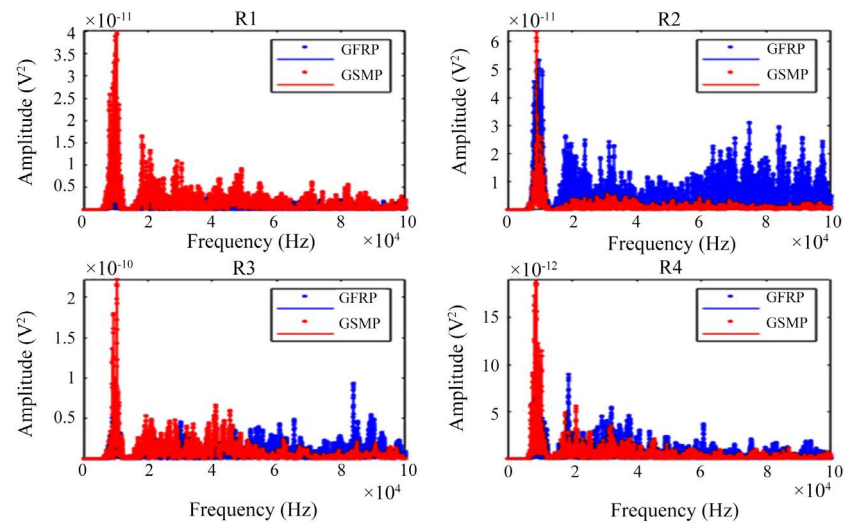 ×10⁻¹¹
R1
GFRP
GSMP
Amplitude (V²)
4
3.5
3
2.5
2
1.5
1
0.5
0 2 4 6 8 10
Frequency (Hz)
×10⁴
×10⁻¹¹
R2
GFRP
GSMP
Amplitude (V²)
6
5
4
3
2
1
0 2 4 6 8 10
Frequency (Hz)
×10⁴
×10⁻¹⁰
R3
GFRP
GSMP
Amplitude (V²)
2
1.5
1
0.5
0 2 4 6 8 10
Frequency (Hz)
×10⁴
×10⁻¹²
R4
GFRP
GSMP
Amplitude (V²)
15
10
5
0 2 4 6 8 10
Frequency (Hz)
×10⁴